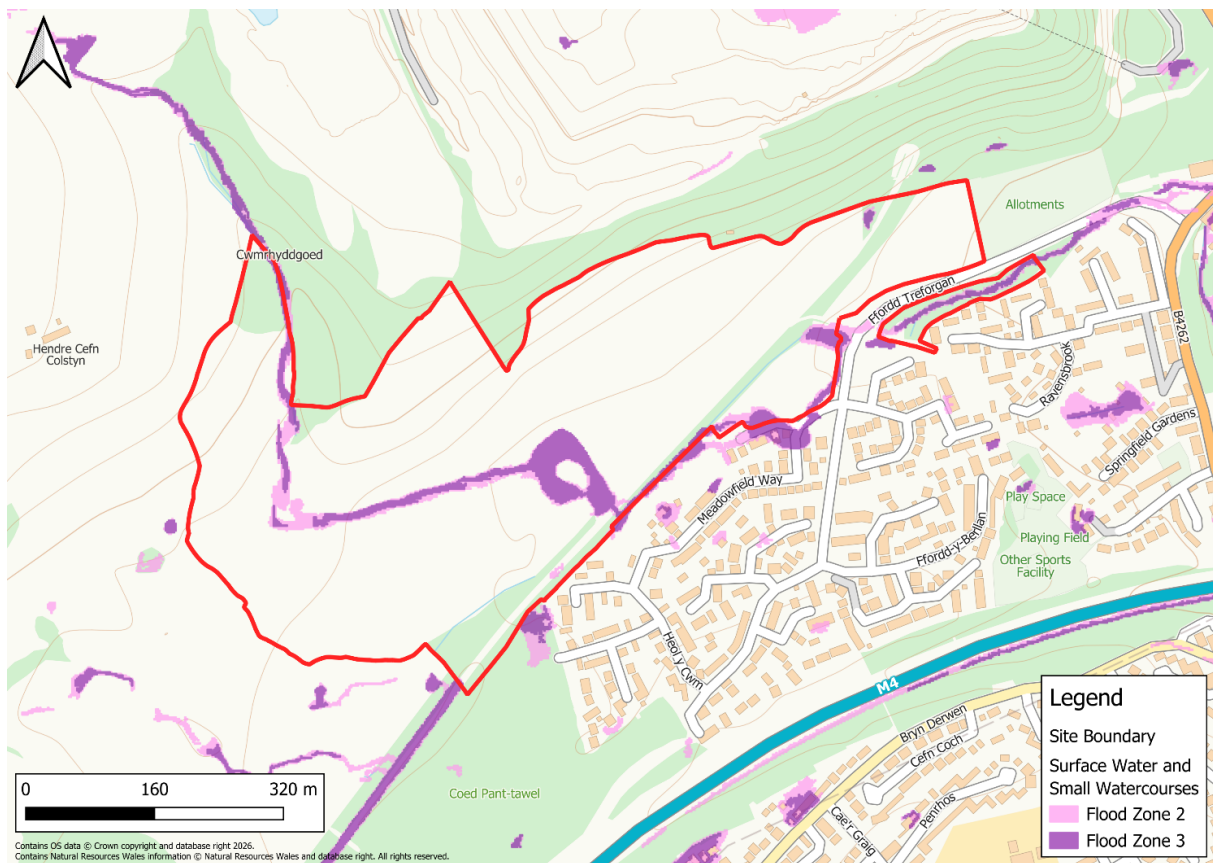 Allotments
Cwmrhyddgoed
Ffordd Treforgan
B4262
Hendre Cefn
Colstyn
Ravensbrook
Springfield Gardens
Meadowfield Way
Play Space
Ffordd-y-Berllan
Playing Field
Other Sports
Facility
Heol y Cwm
M4
Bryn Derwen
Cefn Coch
Penrhos
Cae'r Graig
Coed Pant-tawel
Legend
Site Boundary
Surface Water and
Small Watercourses
Flood Zone 2
Flood Zone 3
0 160 320 m
Contains OS data © Crown copyright and database right 2026.
Contains Natural Resources Wales information © Natural Resources Wales and database right. All rights reserved.